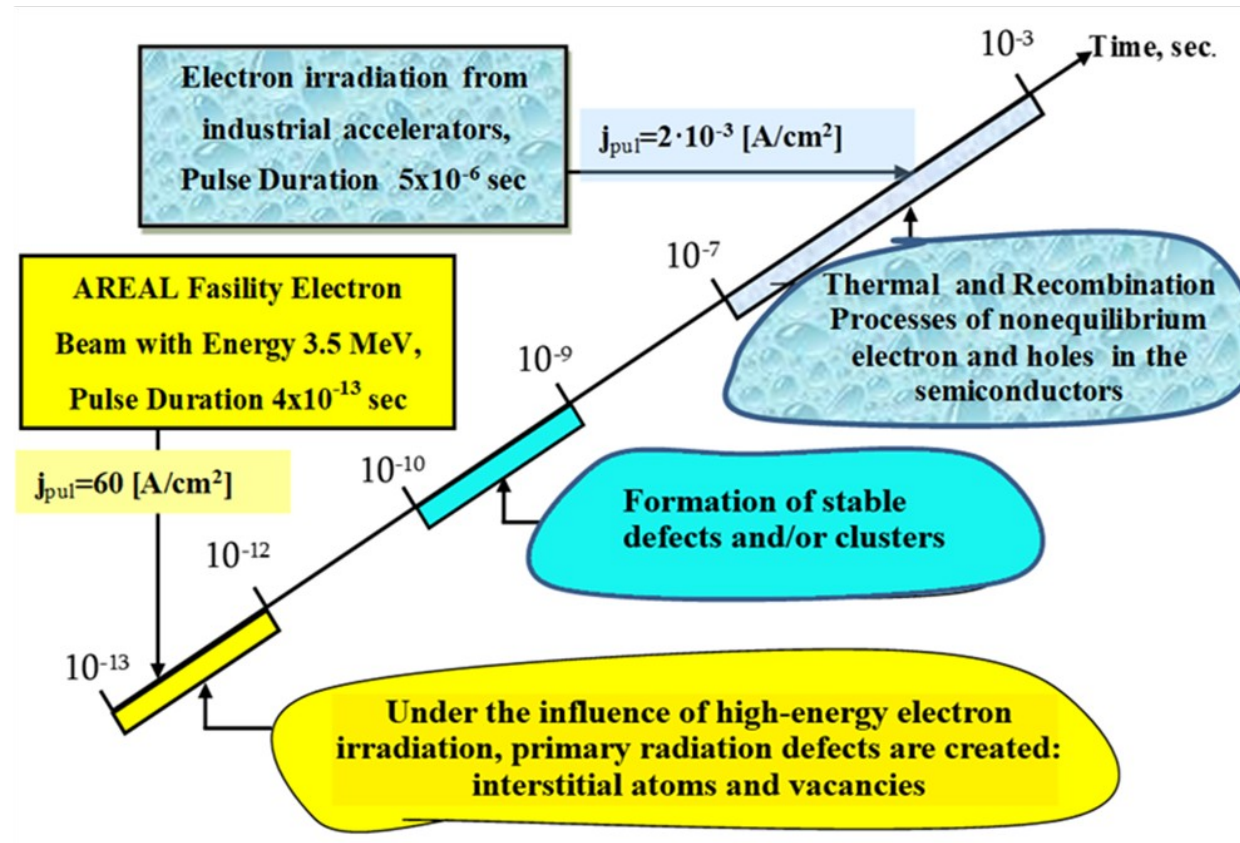 10⁻³
Time, sec.
Electron irradiation from
industrial accelerators,
Pulse Duration 5x10⁻⁶ sec
jpul=2·10⁻³ [A/cm²]
10⁻⁷
AREAL Fasility Electron
Beam with Energy 3.5 MeV,
Pulse Duration 4x10⁻¹³ sec
Thermal and Recombination
Processes of nonequilibrium
electron and holes in the
semiconductors
10⁻⁹
jpul=60 [A/cm²]
10⁻¹⁰
Formation of stable
defects and/or clusters
10⁻¹²
10⁻¹³
Under the influence of high-energy electron
irradiation, primary radiation defects are created:
interstitial atoms and vacancies